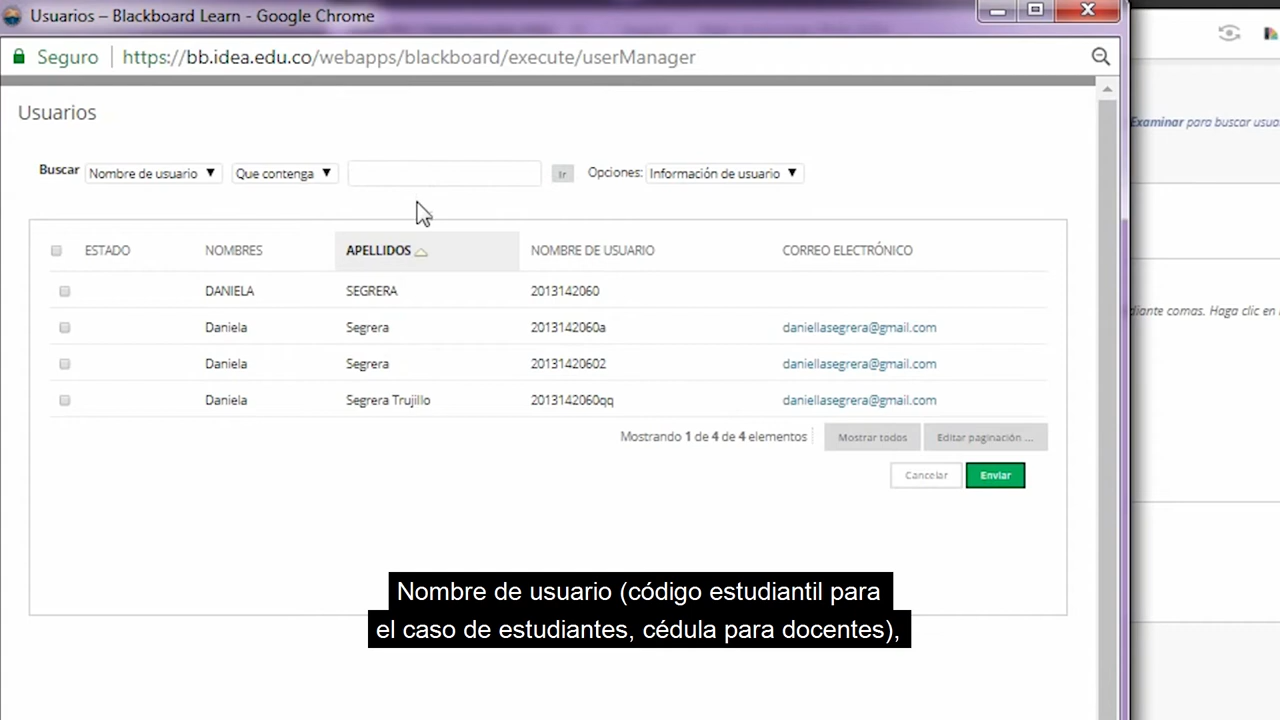 Usuarios – Blackboard Learn - Google Chrome
Seguro https://bb.idea.edu.co/webapps/blackboard/execute/userManager
Usuarios
Examinar para buscar usua
Buscar Nombre de usuario Que contenga Ir Opciones: Información de usuario
ESTADO NOMBRES APELLIDOS NOMBRE DE USUARIO CORREO ELECTRÓNICO
DANIELA SEGRERA 2013142060
diante comas. Haga clic en
Daniela Segrera 2013142060a daniellasegrera@gmail.com
Daniela Segrera 20131420602 daniellasegrera@gmail.com
Daniela Segrera Trujillo 2013142060qq daniellasegrera@gmail.com
Mostrando 1 de 4 de 4 elementos Mostrar todos Editar paginación ...
Cancelar Enviar
Nombre de usuario (código estudiantil para
el caso de estudiantes, cédula para docentes),